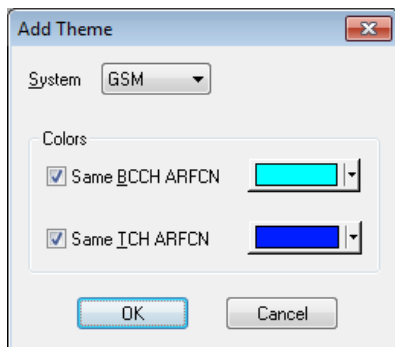 Add Theme
System GSM
Colors
Same BCCH ARFCN
Same TCH ARFCN
OK Cancel